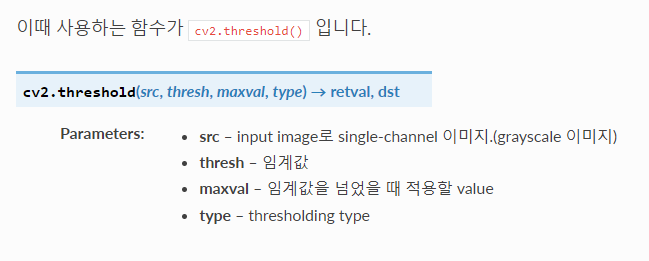 이때 사용하는 함수가 cv2.threshold() 입니다.
cv2.threshold(src, thresh, maxval, type) → retval, dst
Parameters:
• src – input image로 single-channel 이미지.(grayscale 이미지)
• thresh – 임계값
• maxval – 임계값을 넘었을 때 적용할 value
• type – thresholding type